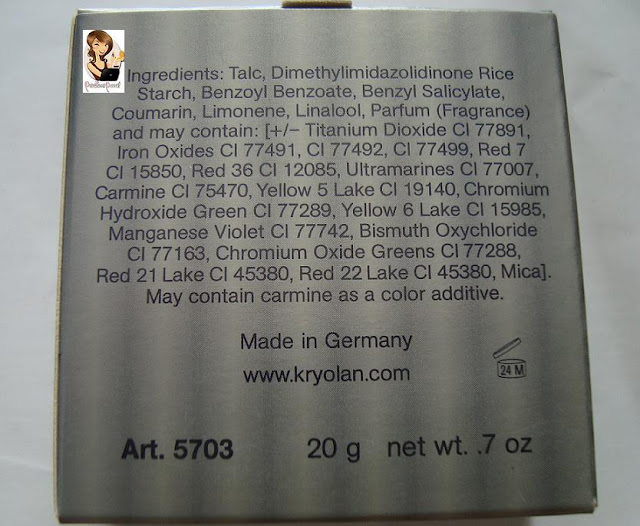 Ingredients: Talc, Dimethylimidazolidinone Rice
Starch, Benzoyl Benzoate, Benzyl Salicylate,
Coumarin, Limonene, Linalool, Parfum (Fragrance)
and may contain: [+/− Titanium Dioxide CI 77891,
Iron Oxides CI 77491, CI 77492, CI 77499, Red 7
CI 15850, Red 36 CI 12085, Ultramarines CI 77007,
Carmine CI 75470, Yellow 5 Lake CI 19140, Chromium
Hydroxide Green CI 77289, Yellow 6 Lake CI 15985,
Manganese Violet CI 77742, Bismuth Oxychloride
CI 77163, Chromium Oxide Greens CI 77288,
Red 21 Lake CI 45380, Red 22 Lake CI 45380, Mica].
May contain carmine as a color additive.
Made in Germany
www.kryolan.com
24 M
Art. 5703 20 g net wt. .7 oz